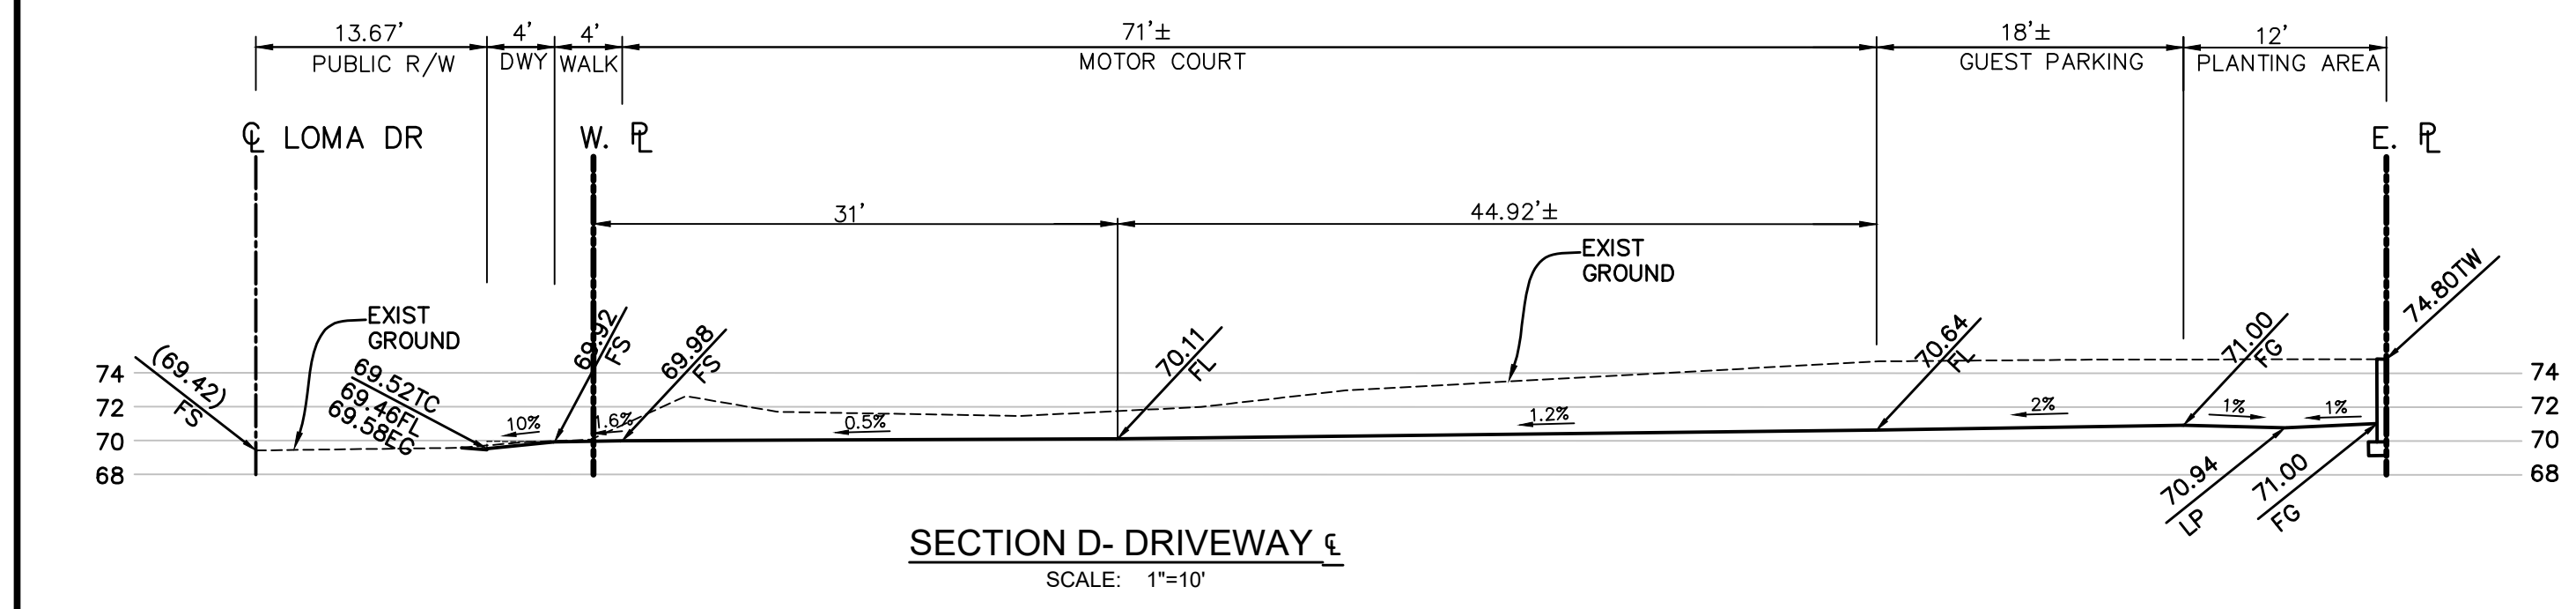 13.67'
4'
4'
71'±
18'±
12'
PUBLIC R/W
DWY
WALK
MOTOR COURT
GUEST PARKING
PLANTING AREA
℄ LOMA DR
W. ⅊
E. ⅊
31'
44.92'±
EXIST
GROUND
EXIST
GROUND
74.80TW
(69.42)
FS
69.52TC
69.46FL
69.58EG
69.92
FS
69.98
FS
70.11
FL
70.64
FL
71.00
FG
74
72
70
68
10%
1.6%
0.5%
1.2%
2%
1%
1%
74
72
70
68
70.94
LP
71.00
FG
SECTION D- DRIVEWAY ℄
SCALE: 1"=10'